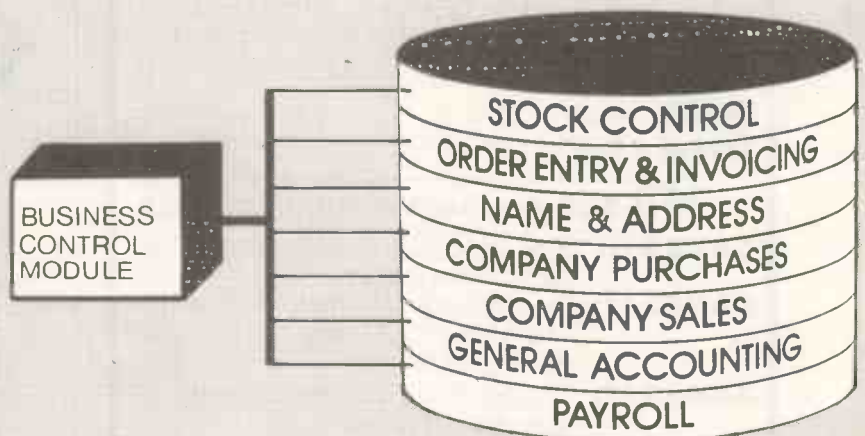 BUSINESS
CONTROL
MODULE
STOCK CONTROL
ORDER ENTRY & INVOICING
NAME & ADDRESS
COMPANY PURCHASES
COMPANY SALES
GENERAL ACCOUNTING
PAYROLL